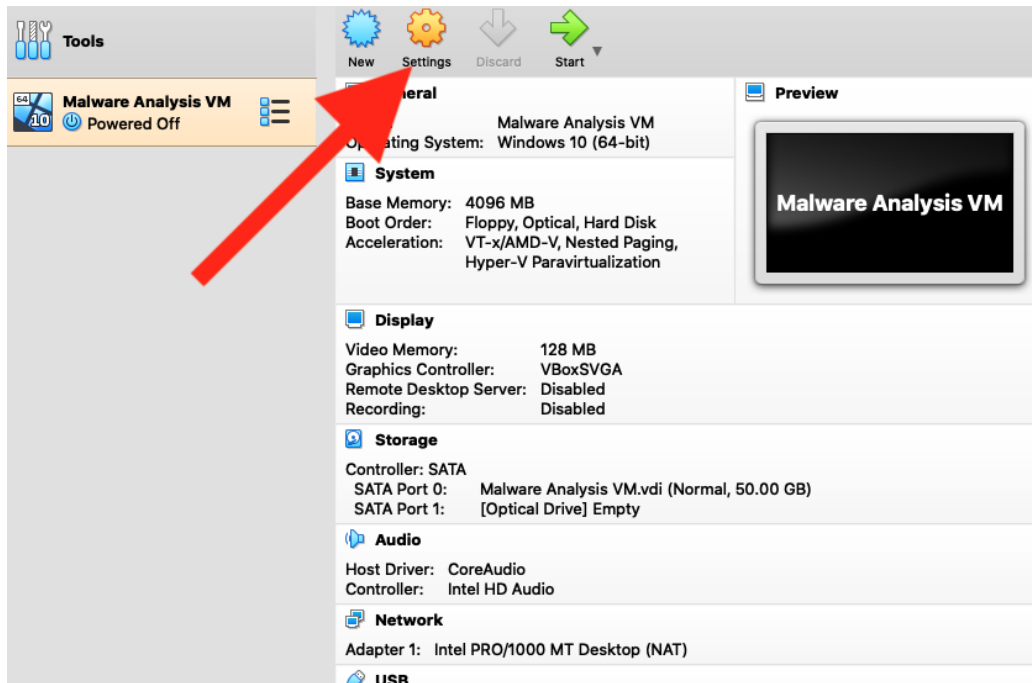 Tools
New Settings Discard Start
64
10
Malware Analysis VM
Powered Off
eral
Malware Analysis VM
Operating System: Windows 10 (64-bit)
Preview
Malware Analysis VM
System
Base Memory: 4096 MB
Boot Order: Floppy, Optical, Hard Disk
Acceleration: VT-x/AMD-V, Nested Paging,
Hyper-V Paravirtualization
Display
Video Memory: 128 MB
Graphics Controller: VBoxSVGA
Remote Desktop Server: Disabled
Recording: Disabled
Storage
Controller: SATA
SATA Port 0: Malware Analysis VM.vdi (Normal, 50.00 GB)
SATA Port 1: [Optical Drive] Empty
Audio
Host Driver: CoreAudio
Controller: Intel HD Audio
Network
Adapter 1: Intel PRO/1000 MT Desktop (NAT)
USB